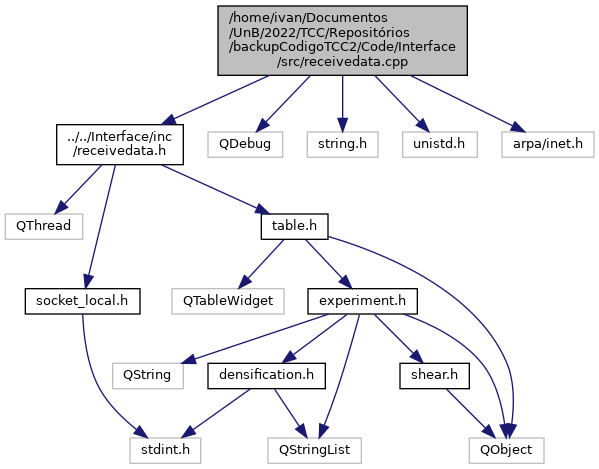 /home/ivan/Documentos
/UnB/2022/TCC/Repositórios
/backupCodigoTCC2/Code/Interface
/src/receivedata.cpp
../../Interface/inc
/receivedata.h
QDebug
string.h
unistd.h
arpa/inet.h
QThread
table.h
socket_local.h
QTableWidget
experiment.h
QString
densification.h
shear.h
stdint.h
QStringList
QObject